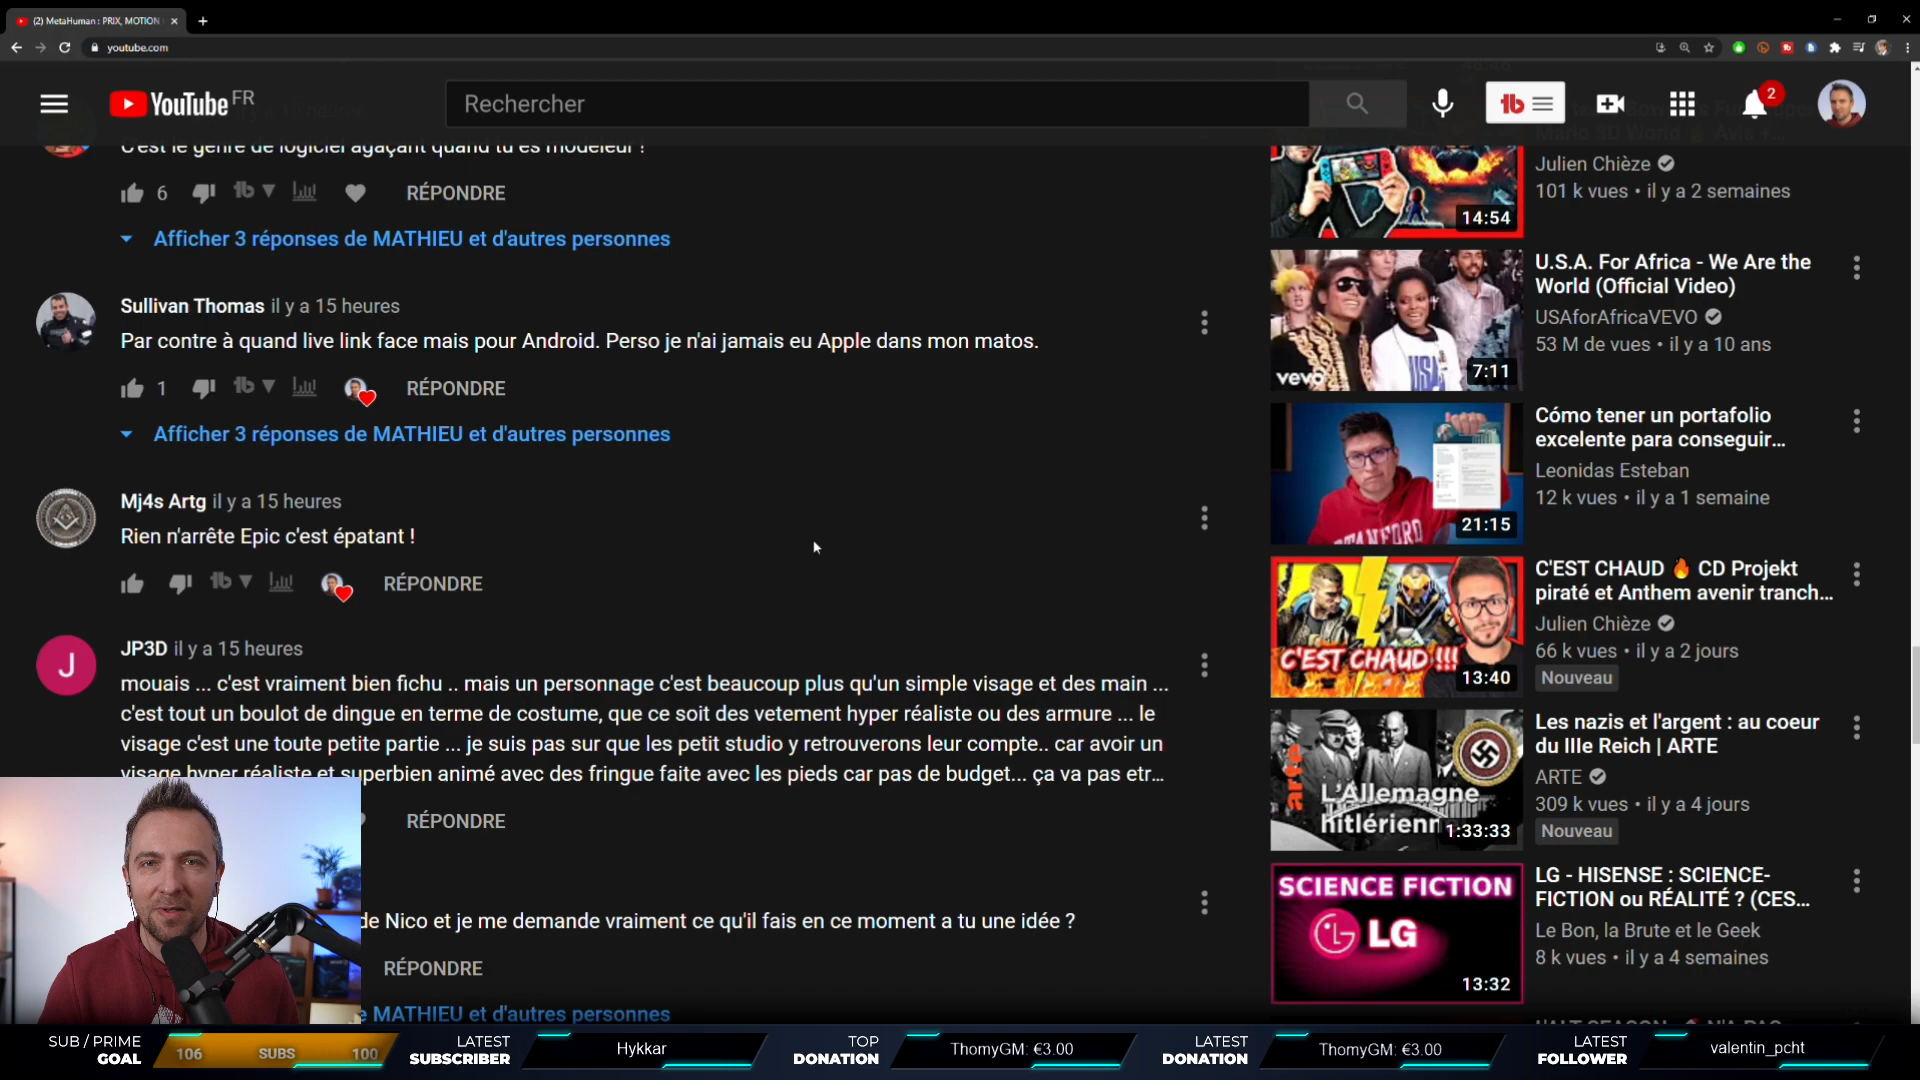 (2) MetaHuman : PRIX, MOTION
youtube.com
YouTube FR
Rechercher
2
C'est le genre de logiciel agaçant quand tu es modeleur !
6 RÉPONDRE
Afficher 3 réponses de MATHIEU et d'autres personnes
Sullivan Thomas il y a 15 heures
Par contre à quand live link face mais pour Android. Perso je n'ai jamais eu Apple dans mon matos.
1 RÉPONDRE
Afficher 3 réponses de MATHIEU et d'autres personnes
Mj4s Artg il y a 15 heures
Rien n'arrête Epic c'est épatant !
RÉPONDRE
J
JP3D il y a 15 heures
mouais ... c'est vraiment bien fichu .. mais un personnage c'est beaucoup plus qu'un simple visage et des main ...
c'est tout un boulot de dingue en terme de costume, que ce soit des vetement hyper réaliste ou des armure ... le
visage c'est une toute petite partie ... je suis pas sur que les petit studio y retrouverons leur compte.. car avoir un
visage hyper réaliste et superbien animé avec des fringue faite avec les pieds car pas de budget... ça va pas etr...
RÉPONDRE
de Nico et je me demande vraiment ce qu'il fais en ce moment a tu une idée ?
RÉPONDRE
MATHIEU et d'autres personnes
Julien Chièze
101 k vues • il y a 2 semaines
14:54
U.S.A. For Africa - We Are the
World (Official Video)
USAforAfricaVEVO
53 M de vues • il y a 10 ans
USA
vevo
7:11
Cómo tener un portafolio
excelente para conseguir...
Leonidas Esteban
12 k vues • il y a 1 semaine
STANFORD
21:15
C'EST CHAUD 🔥 CD Projekt
piraté et Anthem avenir tranch...
Julien Chièze
66 k vues • il y a 2 jours
Nouveau
C'EST CHAUD !!!
13:40
Les nazis et l'argent : au coeur
du IIIe Reich | ARTE
ARTE
309 k vues • il y a 4 jours
Nouveau
arte
L'Allemagne
hitlérienn
1:33:33
LG - HISENSE : SCIENCE-
FICTION ou RÉALITÉ ? (CES...
Le Bon, la Brute et le Geek
8 k vues • il y a 4 semaines
SCIENCE FICTION
LG
13:32
SUB / PRIME
GOAL
106 SUBS 100
LATEST
SUBSCRIBER
Hykkar
TOP
DONATION
ThomyGM: €3.00
LATEST
DONATION
ThomyGM: €3.00
LATEST
FOLLOWER
valentin_pcht